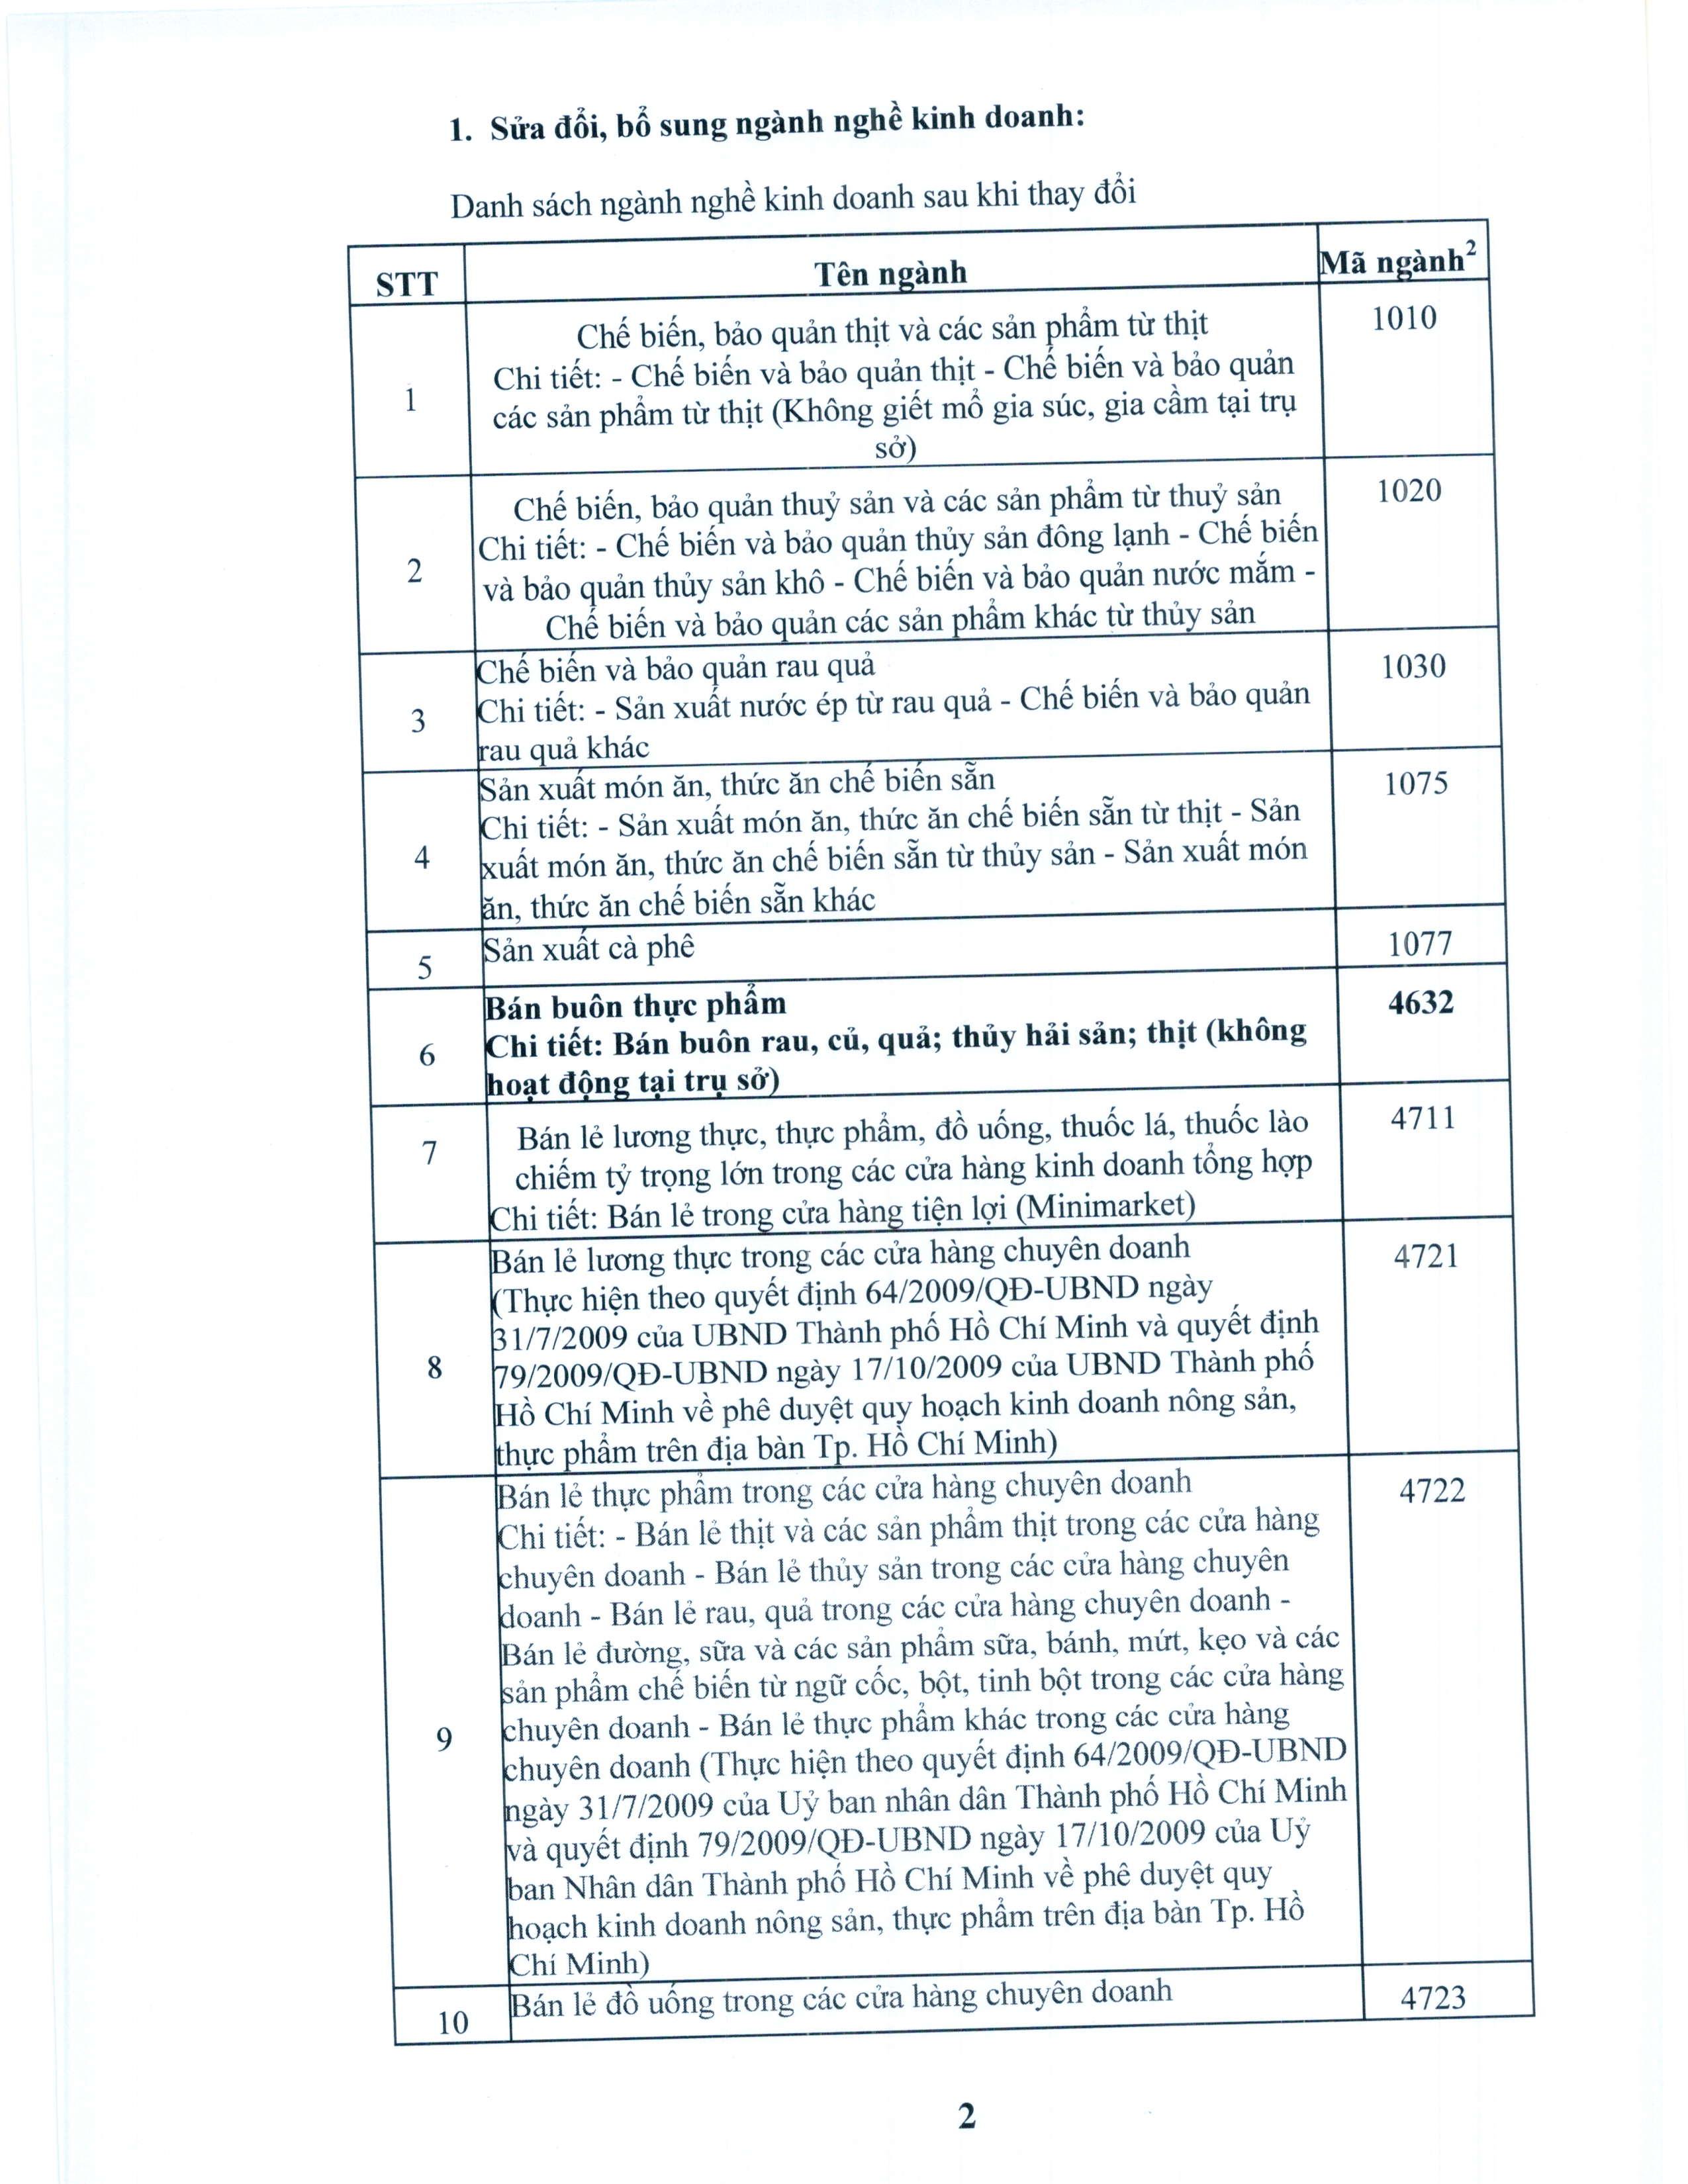 1. Sửa đổi, bổ sung ngành nghề kinh doanh:
Danh sách ngành nghề kinh doanh sau khi thay đổi
STT Tên ngành Mã ngành²
1 Chế biến, bảo quản thịt và các sản phẩm từ thịt 1010
Chi tiết: - Chế biến và bảo quản thịt - Chế biến và bảo quản
các sản phẩm từ thịt (Không giết mổ gia súc, gia cầm tại trụ
sở)
2 Chế biến, bảo quản thuỷ sản và các sản phẩm từ thuỷ sản 1020
Chi tiết: - Chế biến và bảo quản thủy sản đông lạnh - Chế biến
và bảo quản thủy sản khô - Chế biến và bảo quản nước mắm -
Chế biến và bảo quản các sản phẩm khác từ thủy sản
3 Chế biến và bảo quản rau quả 1030
Chi tiết: - Sản xuất nước ép từ rau quả - Chế biến và bảo quản
rau quả khác
4 Sản xuất món ăn, thức ăn chế biến sẵn 1075
Chi tiết: - Sản xuất món ăn, thức ăn chế biến sẵn từ thịt - Sản
xuất món ăn, thức ăn chế biến sẵn từ thủy sản - Sản xuất món
ăn, thức ăn chế biến sẵn khác
5 Sản xuất cà phê 1077
6 Bán buôn thực phẩm 4632
Chi tiết: Bán buôn rau, củ, quả; thủy hải sản; thịt (không
hoạt động tại trụ sở)
7 Bán lẻ lương thực, thực phẩm, đồ uống, thuốc lá, thuốc lào 4711
chiếm tỷ trọng lớn trong các cửa hàng kinh doanh tổng hợp
Chi tiết: Bán lẻ trong cửa hàng tiện lợi (Minimarket)
8 Bán lẻ lương thực trong các cửa hàng chuyên doanh 4721
(Thực hiện theo quyết định 64/2009/QĐ-UBND ngày
31/7/2009 của UBND Thành phố Hồ Chí Minh và quyết định
79/2009/QĐ-UBND ngày 17/10/2009 của UBND Thành phố
Hồ Chí Minh về phê duyệt quy hoạch kinh doanh nông sản,
thực phẩm trên địa bàn Tp. Hồ Chí Minh)
9 Bán lẻ thực phẩm trong các cửa hàng chuyên doanh 4722
Chi tiết: - Bán lẻ thịt và các sản phẩm thịt trong các cửa hàng
chuyên doanh - Bán lẻ thủy sản trong các cửa hàng chuyên
doanh - Bán lẻ rau, quả trong các cửa hàng chuyên doanh -
Bán lẻ đường, sữa và các sản phẩm sữa, bánh, mứt, kẹo và các
sản phẩm chế biến từ ngữ cốc, bột, tinh bột trong các cửa hàng
chuyên doanh - Bán lẻ thực phẩm khác trong các cửa hàng
chuyên doanh (Thực hiện theo quyết định 64/2009/QĐ-UBND
ngày 31/7/2009 của Uỷ ban nhân dân Thành phố Hồ Chí Minh
và quyết định 79/2009/QĐ-UBND ngày 17/10/2009 của Uỷ
ban Nhân dân Thành phố Hồ Chí Minh về phê duyệt quy
hoạch kinh doanh nông sản, thực phẩm trên địa bàn Tp. Hồ
Chí Minh)
10 Bán lẻ đồ uống trong các cửa hàng chuyên doanh 4723
2